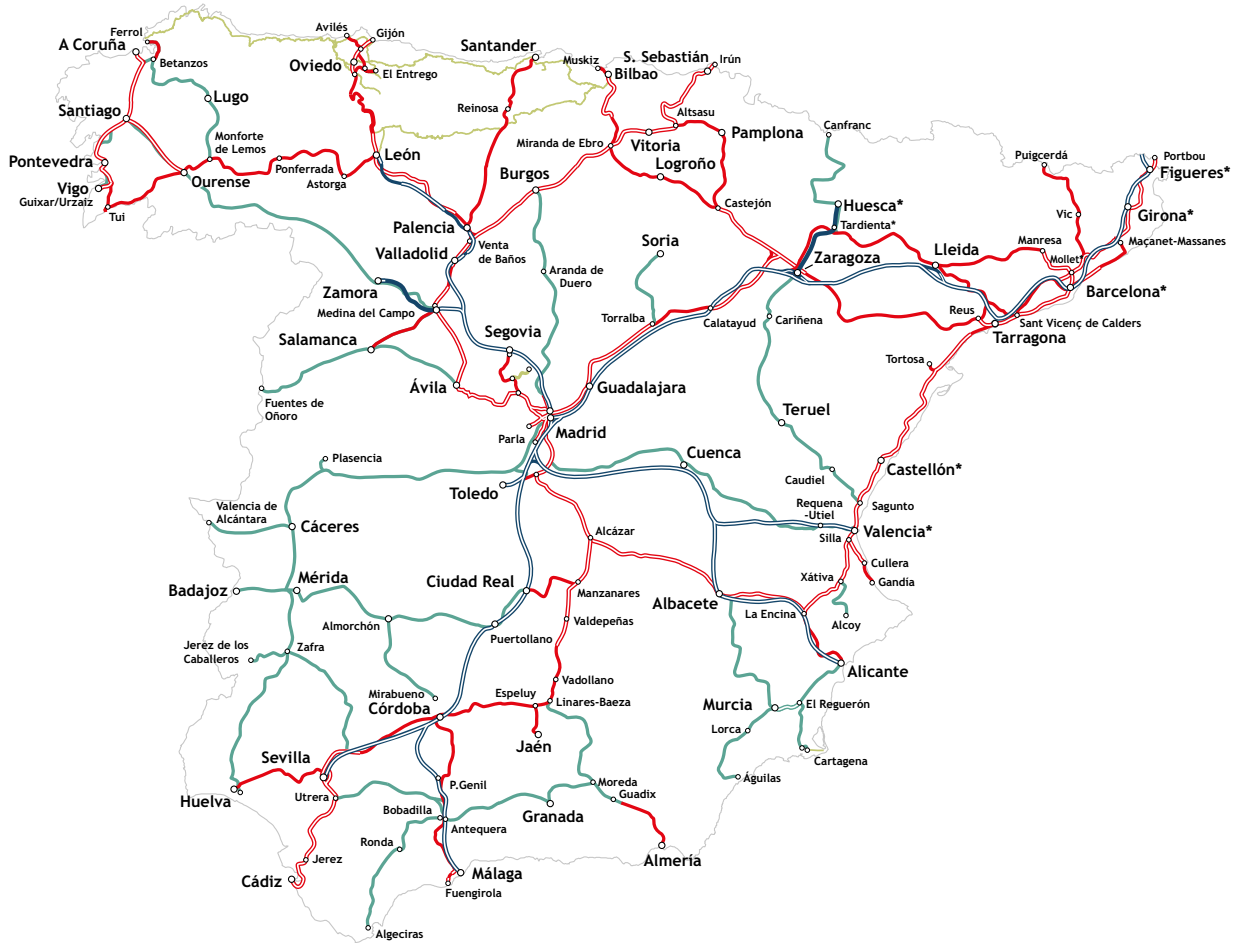 Ferrol
A Coruña
Betanzos
Avilés
Gijón
Oviedo
El Entrego
Santander
Muskiz
Bilbao
S. Sebastián
Irún
Lugo
Reinosa
Santiago
Monforte
de Lemos
Altsasu
Pamplona
Canfranc
Miranda de Ebro
Vitoria
Logroño
Pontevedra
Ponferrada
Astorga
León
Puigcerdá
Portbou
Figueres*
Vigo
Guixar/Urzaiz
Ourense
Burgos
Tui
Castejón
Huesca*
Tardienta*
Vic
Girona*
Palencia
Venta
de Baños
Valladolid
Soria
Zaragoza
Lleida
Manresa
Maçanet-Massanes
Mollet*
Barcelona*
Aranda de
Duero
Zamora
Medina del Campo
Segovia
Torralba
Calatayud
Cariñena
Reus
Sant Vicenç de Calders
Tarragona
Salamanca
Tortosa
Ávila
Guadalajara
Fuentes de
Oñoro
Teruel
Madrid
Parla
Plasencia
Cuenca
Castellón*
Caudiel
Toledo
Valencia de
Alcántara
Cáceres
Requena
-Utiel
Sagunto
Valencia*
Silla
Alcázar
Cullera
Gandía
Xátiva
Badajoz
Mérida
Ciudad Real
Manzanares
Albacete
La Encina
Alcoy
Almorchón
Puertollano
Valdepeñas
Jerez de los
Caballeros
Zafra
Alicante
Mirabueno
Córdoba
Espeluy
Vadollano
Linares-Baeza
Murcia
El Reguerón
Lorca
Jaén
Cartagena
Sevilla
Águilas
Huelva
Utrera
P.Genil
Moreda
Guadix
Bobadilla
Antequera
Granada
Ronda
Almería
Jerez
Cádiz
Málaga
Fuengirola
Algeciras